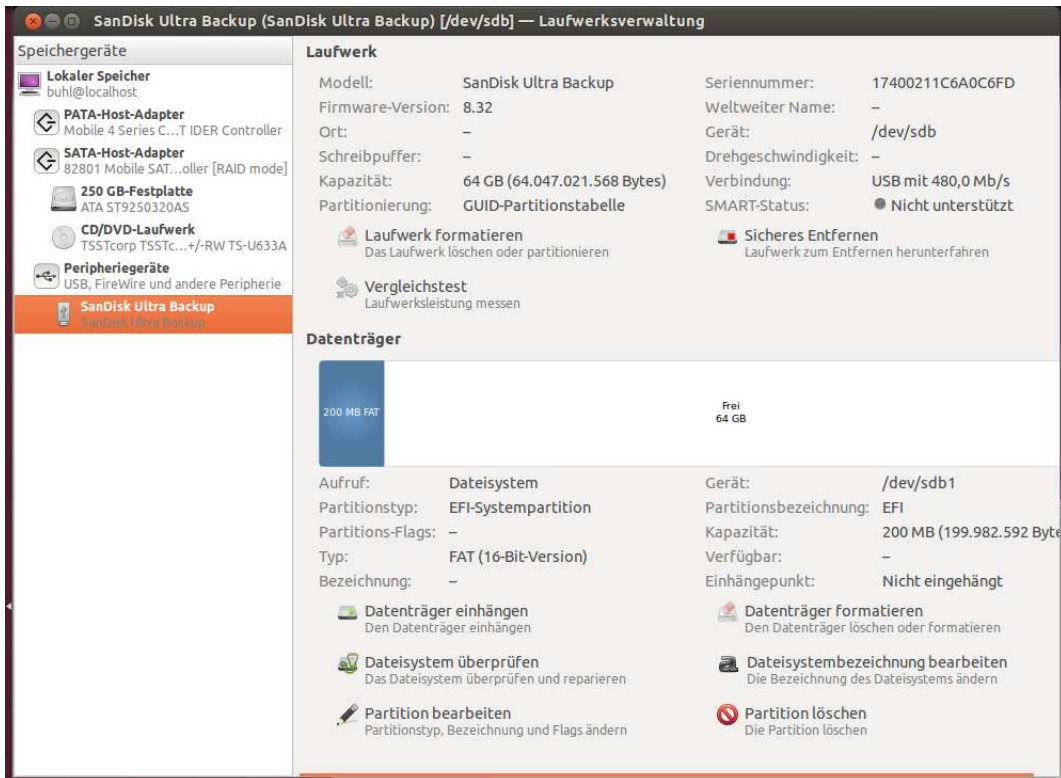 SanDisk Ultra Backup (SanDisk Ultra Backup) [/dev/sdb] — Laufwerksverwaltung
Speichergeräte
Lokaler Speicher
buhl@localhost
PATA-Host-Adapter
Mobile 4 Series C...T IDER Controller
SATA-Host-Adapter
82801 Mobile SAT...oller [RAID mode]
250 GB-Festplatte
ATA ST9250320AS
CD/DVD-Laufwerk
TSSTcorp TSSTc...+/-RW TS-U633A
Peripheriegeräte
USB, FireWire und andere Peripherie
SanDisk Ultra Backup
SanDisk Ultra Backup
Laufwerk
Modell: SanDisk Ultra Backup Seriennummer: 17400211C6A0C6FD
Firmware-Version: 8.32 Weltweiter Name: –
Ort: – Gerät: /dev/sdb
Schreibpuffer: – Drehgeschwindigkeit: –
Kapazität: 64 GB (64.047.021.568 Bytes) Verbindung: USB mit 480,0 Mb/s
Partitionierung: GUID-Partitionstabelle SMART-Status: Nicht unterstützt
Laufwerk formatieren Sicheres Entfernen
Das Laufwerk löschen oder partitionieren Laufwerk zum Entfernen herunterfahren
Vergleichstest
Laufwerksleistung messen
Datenträger
200 MB FAT
Frei
64 GB
Aufruf: Dateisystem Gerät: /dev/sdb1
Partitionstyp: EFI-Systempartition Partitionsbezeichnung: EFI
Partitions-Flags: – Kapazität: 200 MB (199.982.592 Byte
Typ: FAT (16-Bit-Version) Verfügbar: –
Bezeichnung: – Einhängepunkt: Nicht eingehängt
Datenträger einhängen Datenträger formatieren
Den Datenträger einhängen Den Datenträger löschen oder formatieren
Dateisystem überprüfen Dateisystembezeichnung bearbeiten
Das Dateisystem überprüfen und reparieren Die Bezeichnung des Dateisystems ändern
Partition bearbeiten Partition löschen
Partitionstyp, Bezeichnung und Flags ändern Die Partition löschen